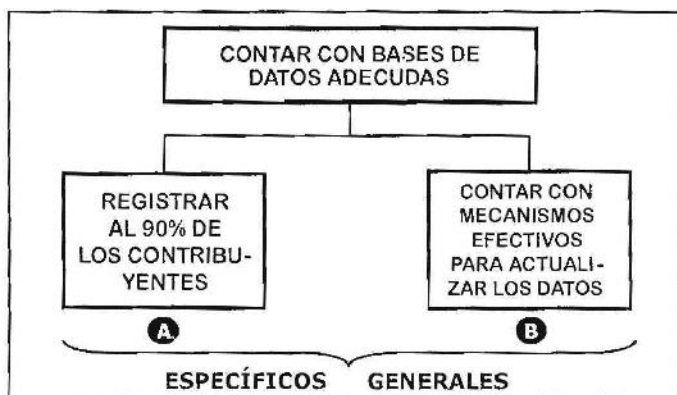 CONTAR CON BASES DE
DATOS ADECUDAS
REGISTRAR
AL 90% DE
LOS CONTRIBU-
YENTES
CONTAR CON
MECANISMOS
EFECTIVOS
PARA ACTUALI-
ZAR LOS DATOS
A
B
ESPECÍFICOS GENERALES